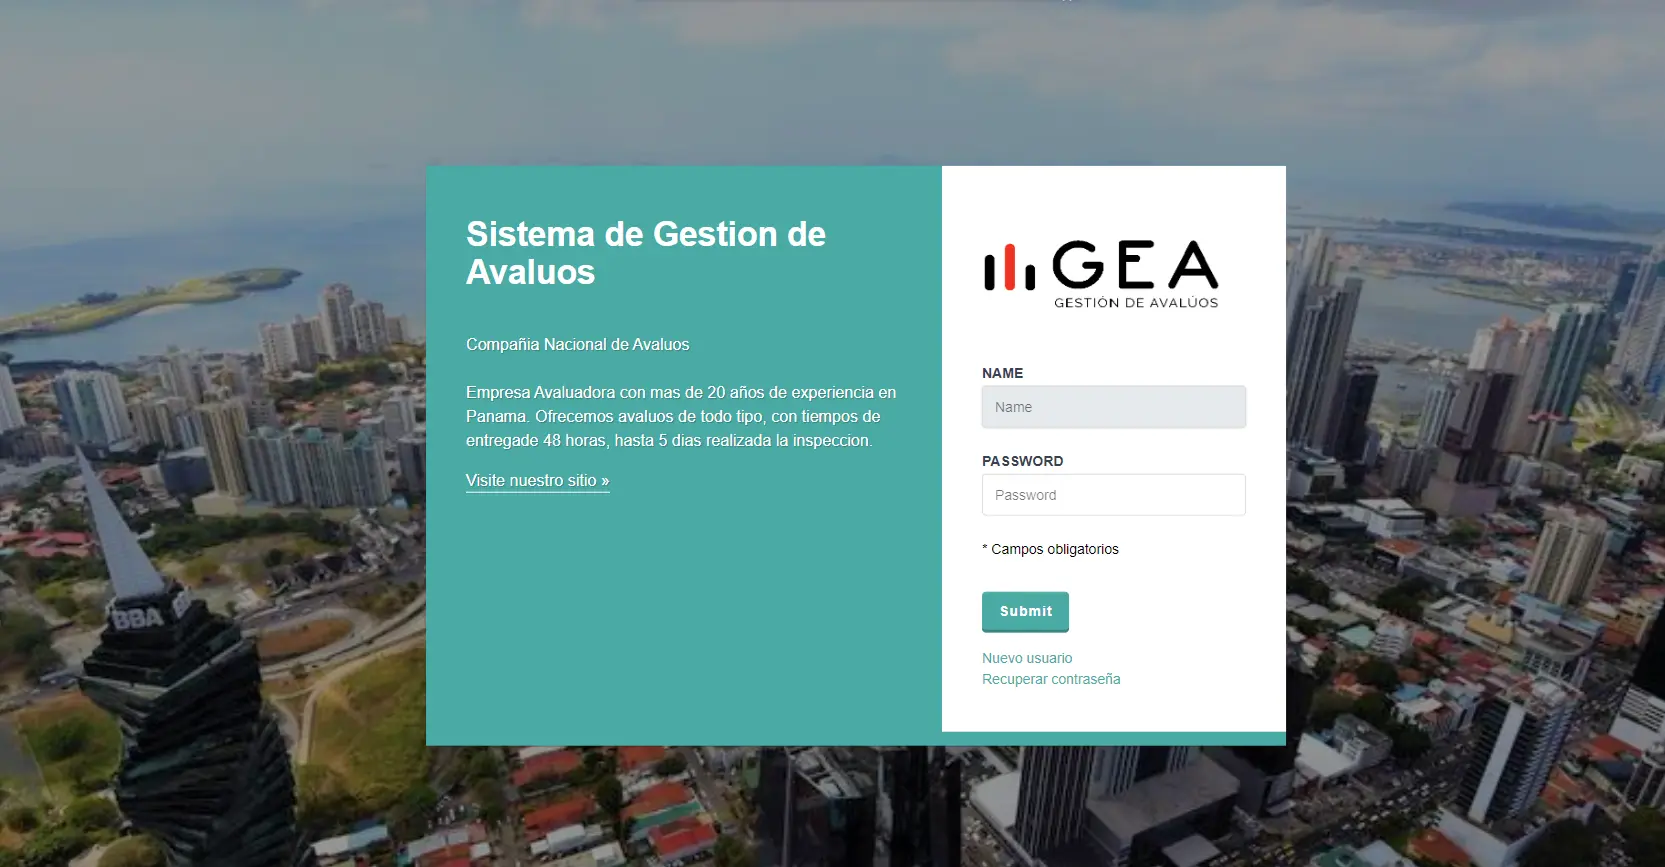 Sistema de Gestion de
Avaluos
Compañia Nacional de Avaluos
Empresa Avaluadora con mas de 20 años de experiencia en
Panama. Ofrecemos avaluos de todo tipo, con tiempos de
entregade 48 horas, hasta 5 dias realizada la inspeccion.
Visite nuestro sitio »
GEA
GESTIÓN DE AVALÚOS
NAME
Name
PASSWORD
Password
* Campos obligatorios
Submit
Nuevo usuario
Recuperar contraseña
BBA